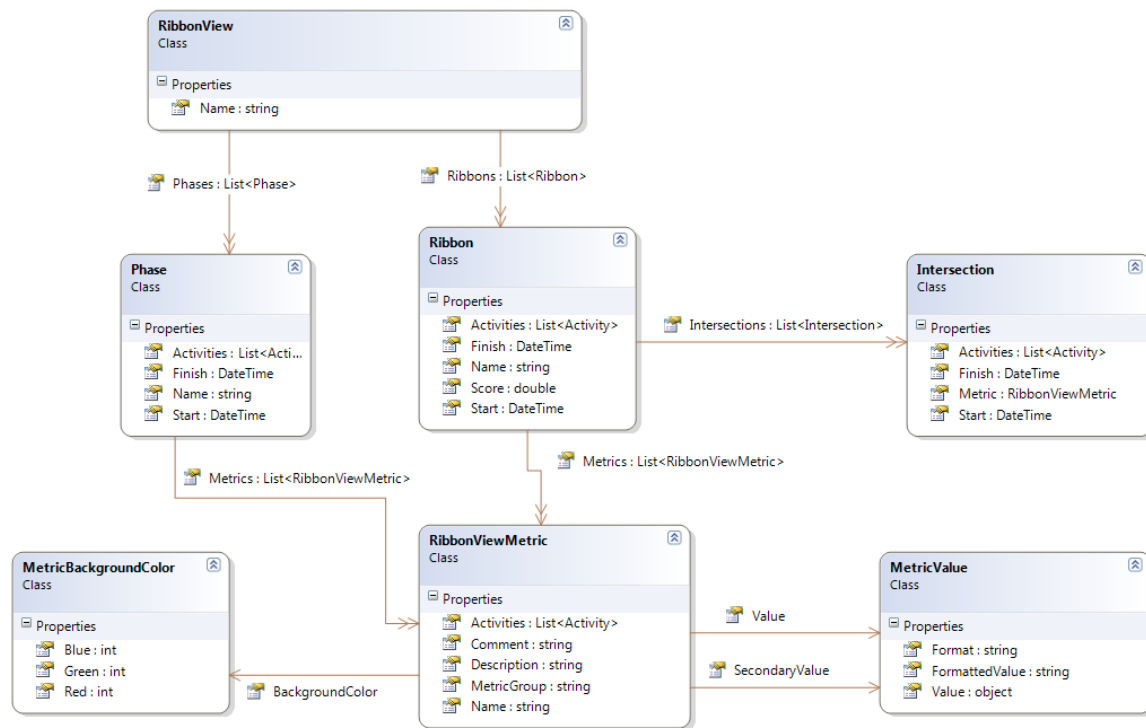 RibbonView
Class
Properties
Name : string
Phases : List<Phase>
Ribbons : List<Ribbon>
Phase
Class
Properties
Activities : List<Acti...
Finish : DateTime
Name : string
Start : DateTime
Ribbon
Class
Properties
Activities : List<Activity>
Finish : DateTime
Name : string
Score : double
Start : DateTime
Intersections : List<Intersection>
Intersection
Class
Properties
Activities : List<Activity>
Finish : DateTime
Metric : RibbonViewMetric
Start : DateTime
Metrics : List<RibbonViewMetric>
Metrics : List<RibbonViewMetric>
MetricBackgroundColor
Class
Properties
Blue : int
Green : int
Red : int
BackgroundColor
RibbonViewMetric
Class
Properties
Activities : List<Activity>
Comment : string
Description : string
MetricGroup : string
Name : string
Value
SecondaryValue
MetricValue
Class
Properties
Format : string
FormattedValue : string
Value : object